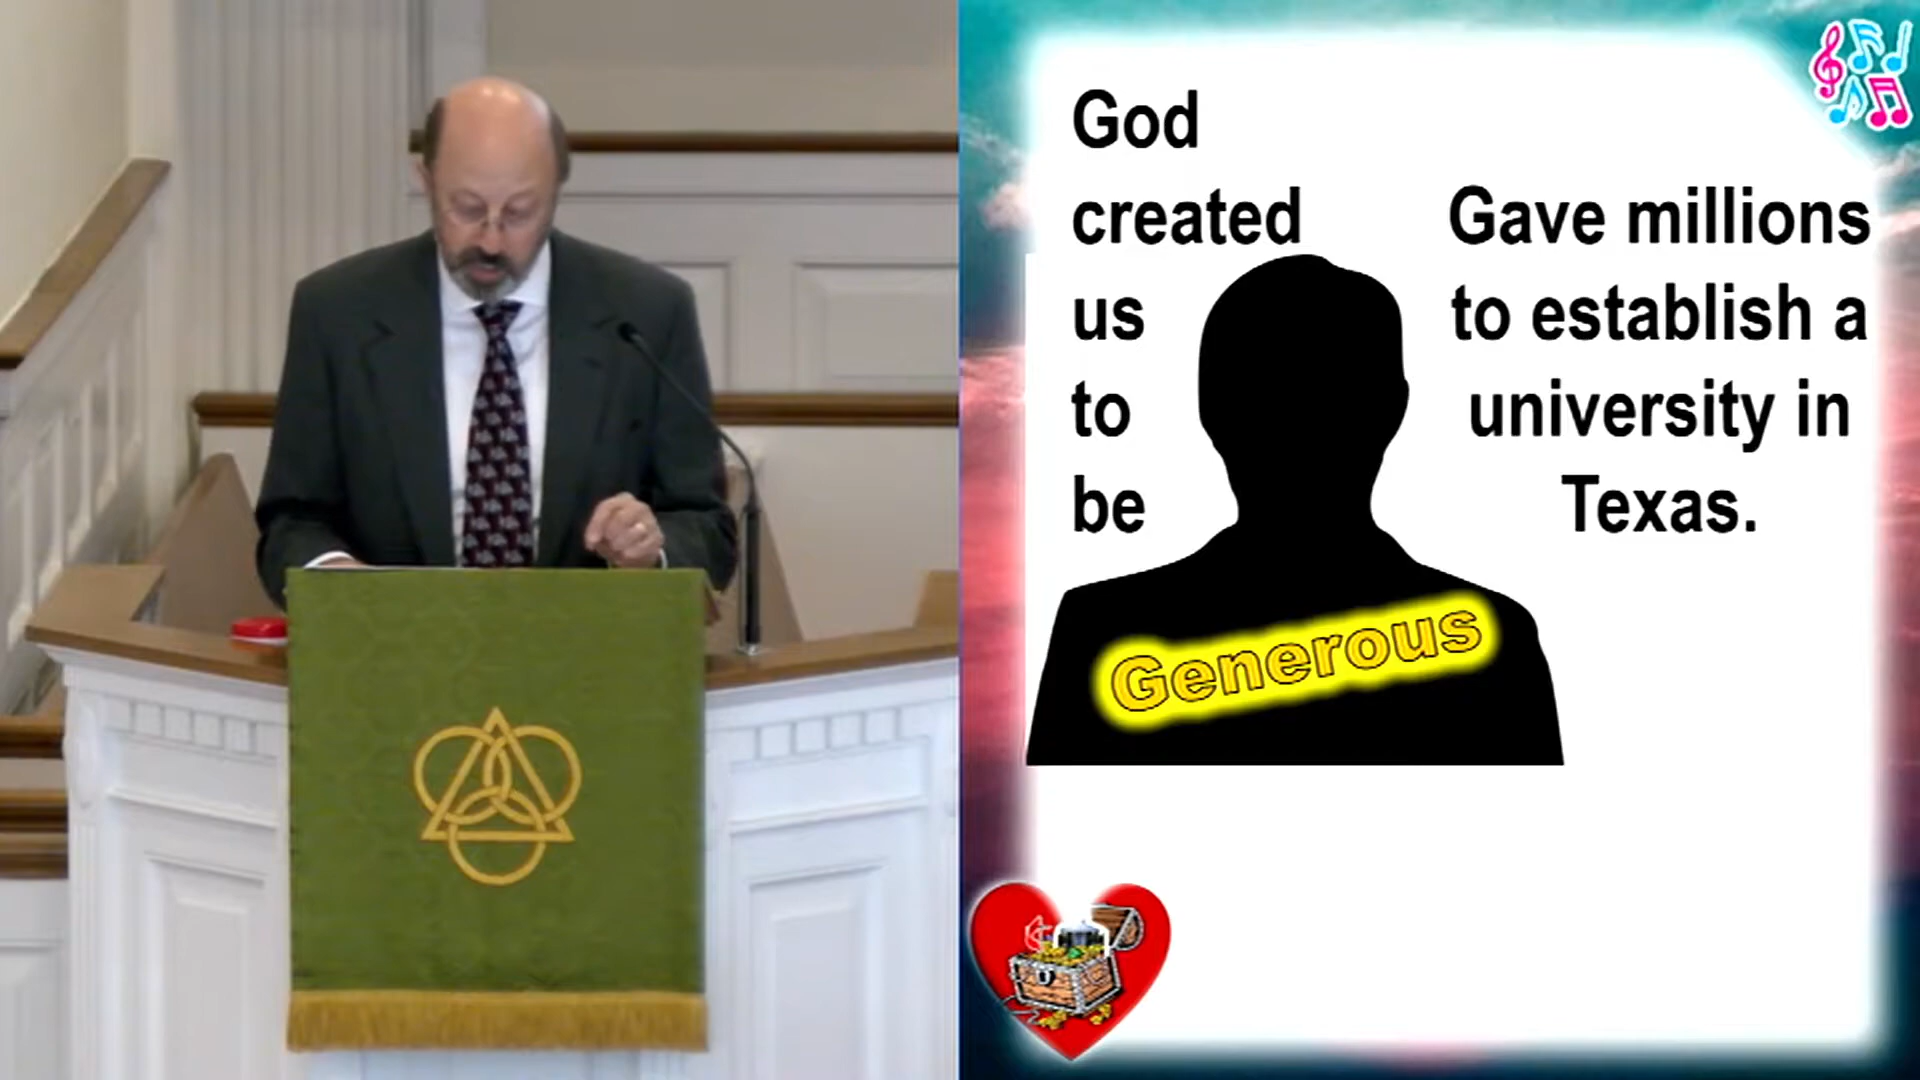 God
created
us
to
be
Generous
Gave millions
to establish a
university in
Texas.